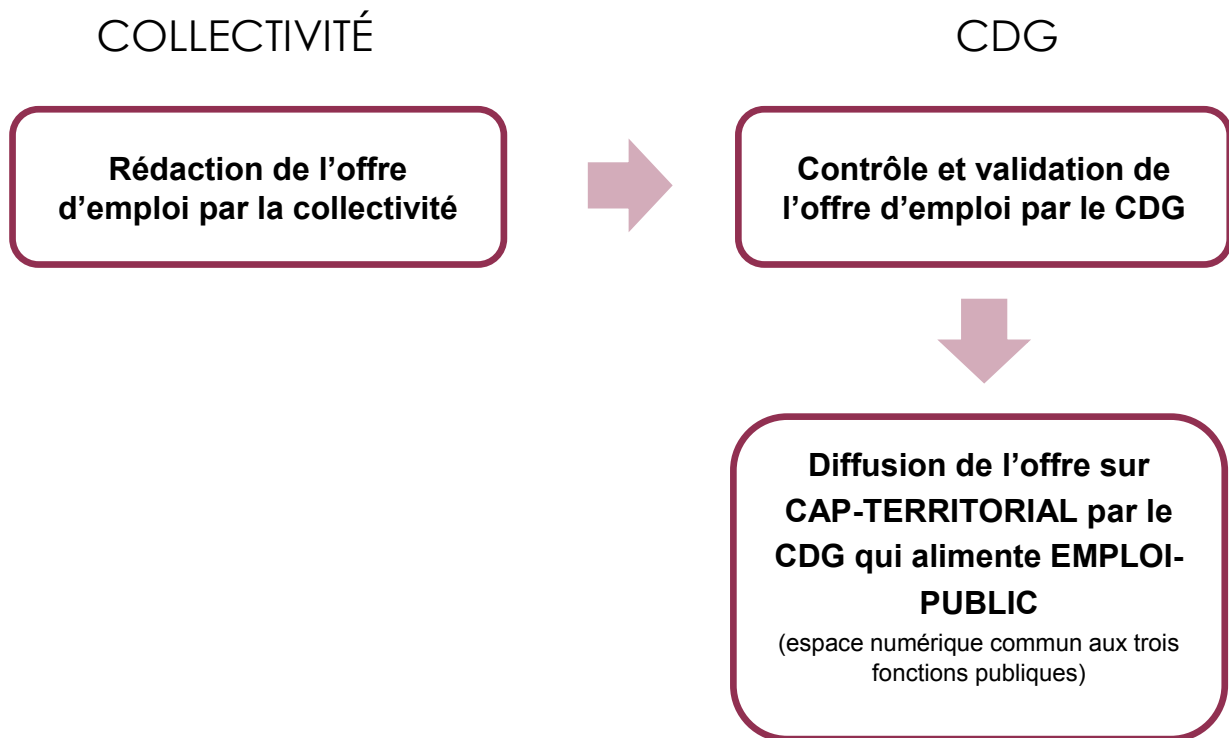 COLLECTIVITÉ
CDG
Rédaction de l’offre
d’emploi par la collectivité
Contrôle et validation de
l’offre d’emploi par le CDG
Diffusion de l’offre sur
CAP-TERRITORIAL par le
CDG qui alimente EMPLOI-
PUBLIC
(espace numérique commun aux trois
fonctions publiques)